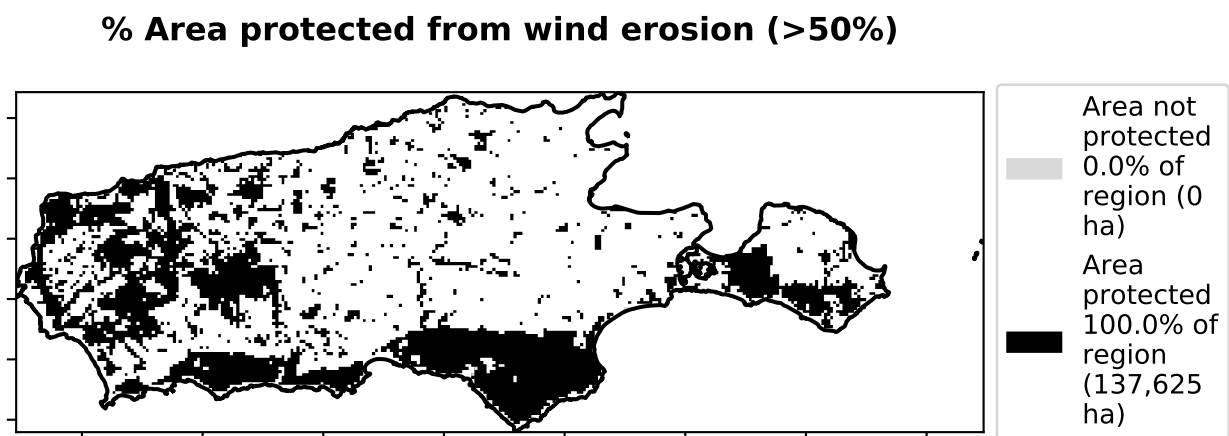 % Area protected from wind erosion (>50%)
Area not
protected
0.0% of
region (0
ha)
Area
protected
100.0% of
region
(137,625
ha)